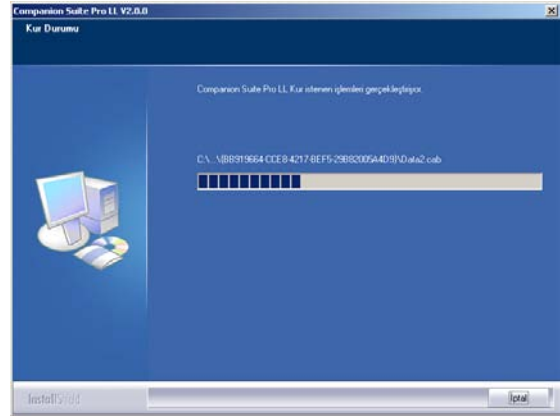 Companion Suite Pro LL V2.0.0
Kur Durumu
Companion Suite Pro LL Kur istenen işlemleri gerçekleştiriyor.
C:\...\{BB919664-CCE8-4217-BEF5-29B82005A4D9}\Data2.cab
InstallShield
İptal